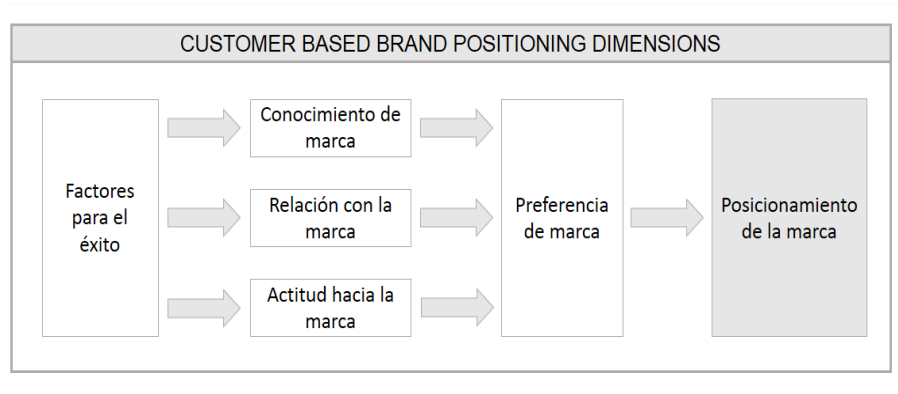 CUSTOMER BASED BRAND POSITIONING DIMENSIONS
Factores
para el
éxito
Conocimiento de
marca
Relación con la
marca
Actitud hacia la
marca
Preferencia
de marca
Posicionamiento
de la marca